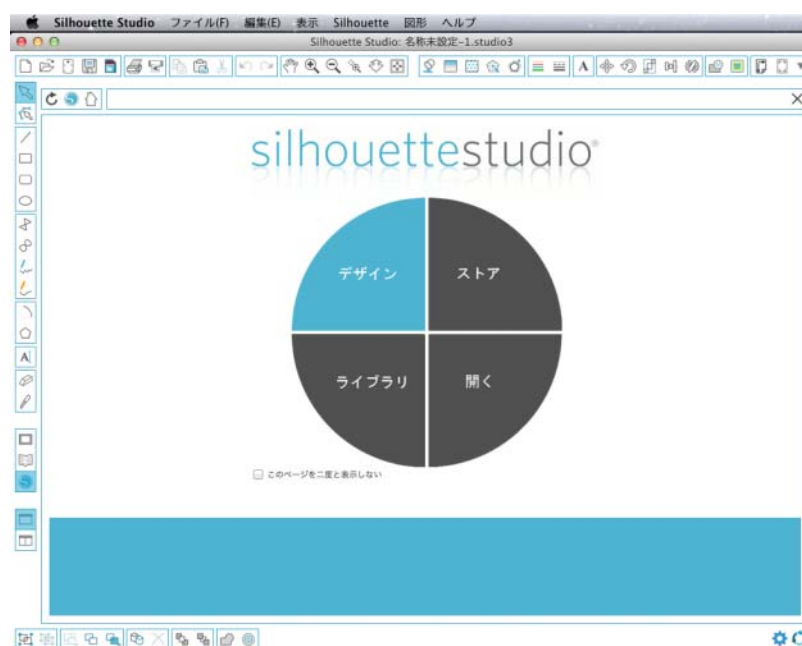 Silhouette Studio ファイル(F) 編集(E) 表示 Silhouette 図形 ヘルプ
Silhouette Studio: 名称未設定-1.studio3
silhouettestudio®
デザイン ストア
ライブラリ 開く
このページを二度と表示しない